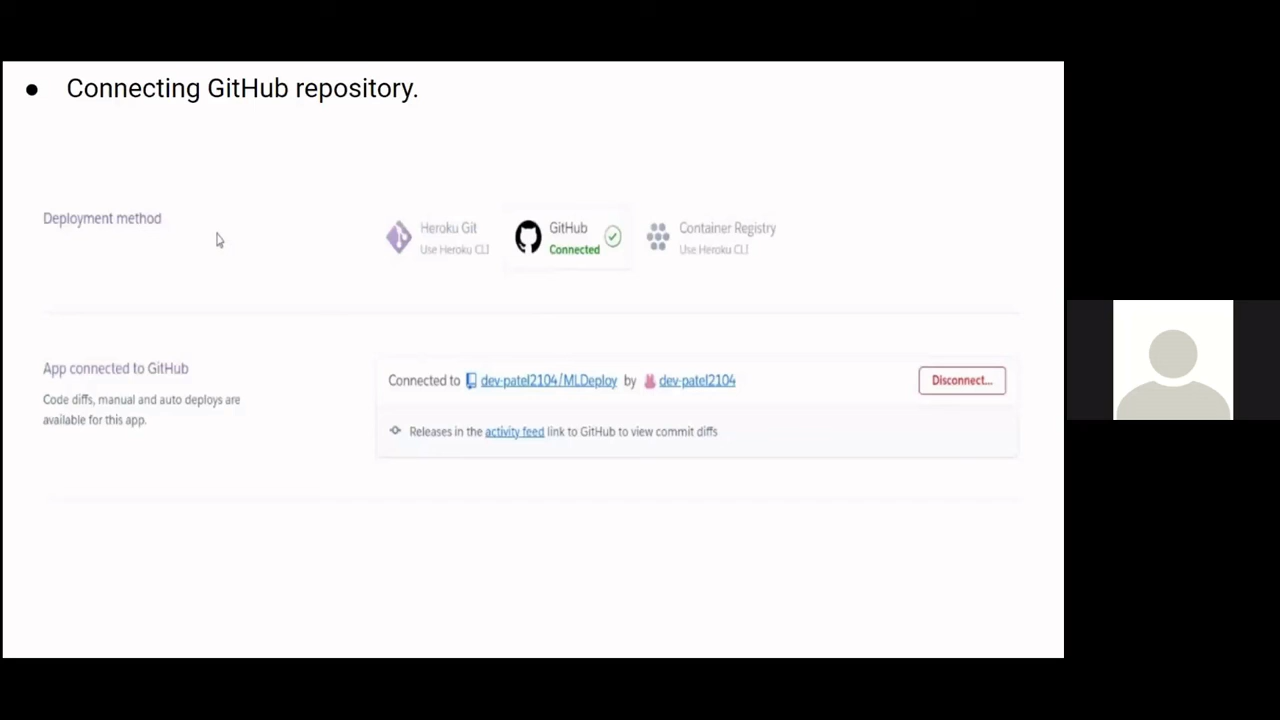 ● Connecting GitHub repository.
Deployment method
Heroku Git
Use Heroku CLI
GitHub
Connected
Container Registry
Use Heroku CLI
App connected to GitHub
Code diffs, manual and auto deploys are
available for this app.
Connected to dev-patel2104/MLDeploy by dev-patel2104
Disconnect...
Releases in the activity feed link to GitHub to view commit diffs